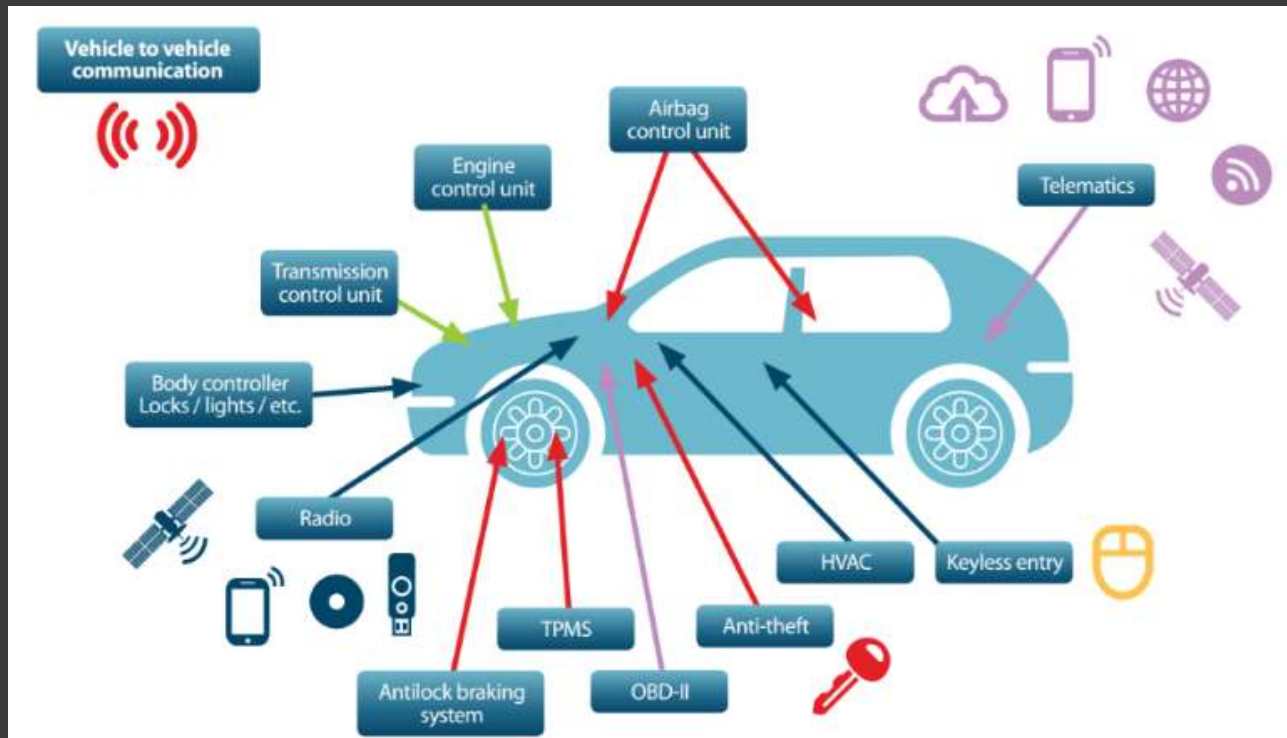 Vehicle to vehicle
communication
Airbag
control unit
Engine
control unit
Telematics
Transmission
control unit
Body controller
Locks / lights / etc.
Radio
HVAC
Keyless entry
TPMS
Anti-theft
Antilock braking
system
OBD-II